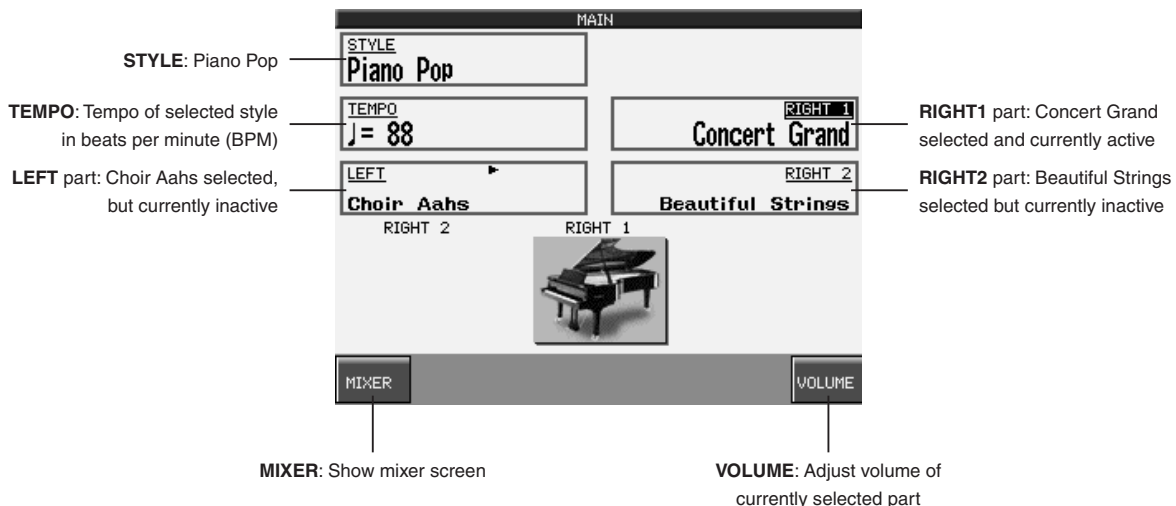 MAIN
STYLE
Piano Pop
STYLE: Piano Pop
TEMPO
♩= 88
TEMPO: Tempo of selected style
in beats per minute (BPM)
RIGHT 1
Concert Grand
RIGHT1 part: Concert Grand
selected and currently active
LEFT
Choir Aahs
LEFT part: Choir Aahs selected,
but currently inactive
RIGHT 2
Beautiful Strings
RIGHT2 part: Beautiful Strings
selected but currently inactive
RIGHT 2
RIGHT 1
MIXER
VOLUME
MIXER: Show mixer screen
VOLUME: Adjust volume of
currently selected part